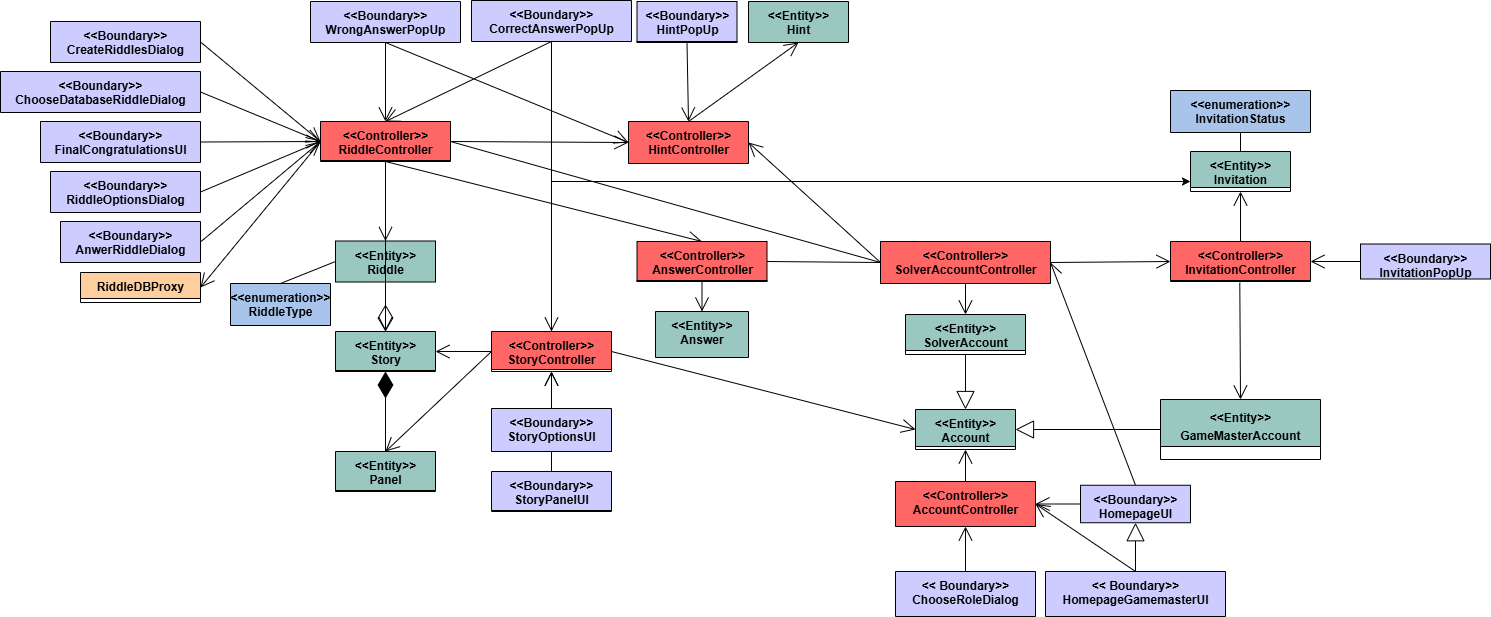 <<Boundary>>
CreateRiddlesDialog
<<Boundary>>
WrongAnswerPopUp
<<Boundary>>
CorrectAnswerPopUp
<<Boundary>>
HintPopUp
<<Entity>>
Hint
<<Boundary>>
ChooseDatabaseRiddleDialog
<<Boundary>>
FinalCongratulationsUI
<<Controller>>
RiddleController
<<Controller>>
HintController
<<enumeration>>
InvitationStatus
<<Entity>>
Invitation
<<Boundary>>
RiddleOptionsDialog
<<Boundary>>
AnwerRiddleDialog
RiddleDBProxy
<<Entity>>
Riddle
<<enumeration>>
RiddleType
<<Controller>>
AnswerController
<<Controller>>
SolverAccountController
<<Controller>>
InvitationController
<<Boundary>>
InvitationPopUp
<<Entity>>
Story
<<Controller>>
StoryController
<<Entity>>
Answer
<<Entity>>
SolverAccount
<<Boundary>>
StoryOptionsUI
<<Entity>>
Account
<<Entity>>
GameMasterAccount
<<Entity>>
Panel
<<Boundary>>
StoryPanelUI
<<Controller>>
AccountController
<<Boundary>>
HomepageUI
<< Boundary>>
ChooseRoleDialog
<< Boundary>>
HomepageGamemasterUI